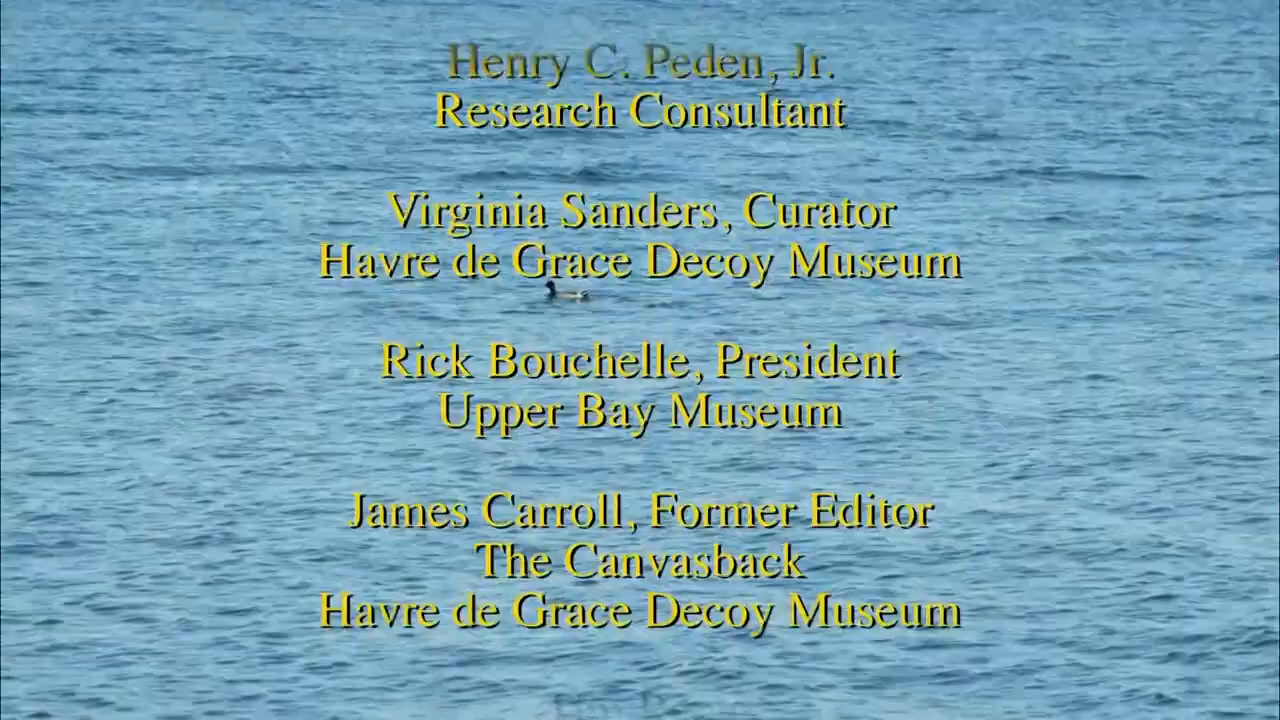 Henry C. Peden, Jr.
Research Consultant
Virginia Sanders, Curator
Havre de Grace Decoy Museum
Rick Bouchelle, President
Upper Bay Museum
James Carroll, Former Editor
The Canvasback
Havre de Grace Decoy Museum